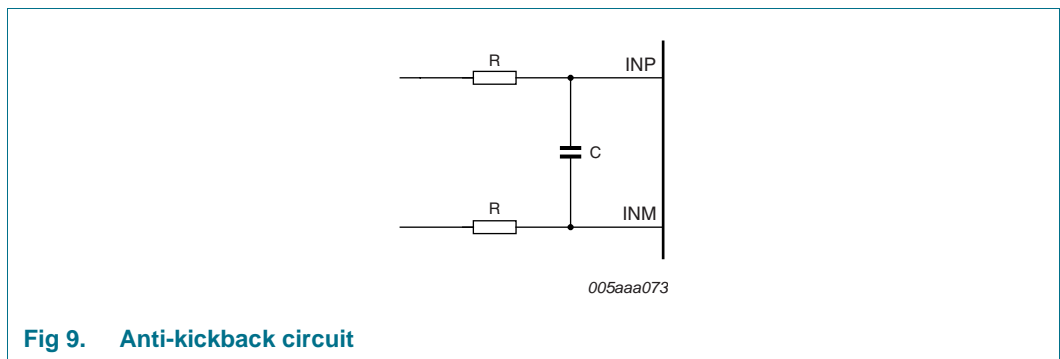 R
INP
C
R
INM
005aaa073
Fig 9. Anti-kickback circuit